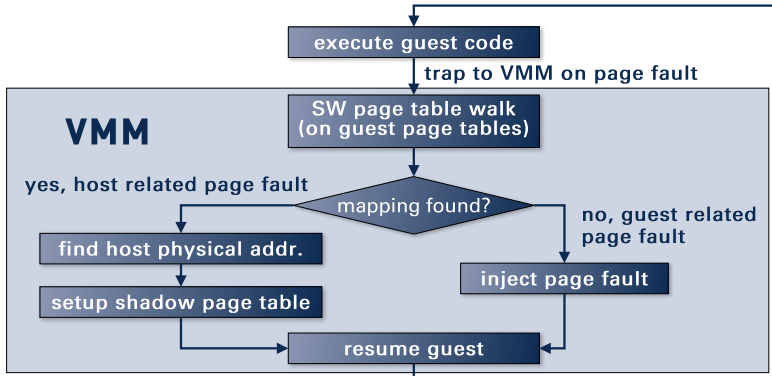 execute guest code
trap to VMM on page fault
VMM
SW page table walk
(on guest page tables)
yes, host related page fault
mapping found?
no, guest related
page fault
find host physical addr.
inject page fault
setup shadow page table
resume guest